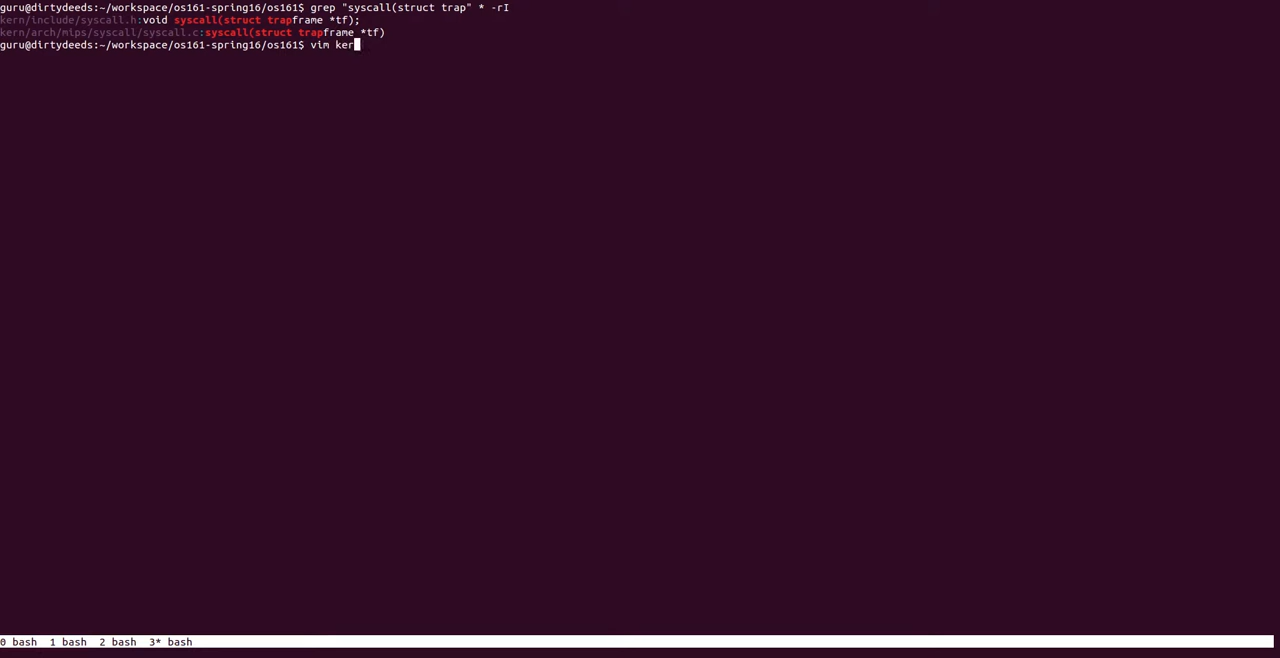 guru@dirtydeeds:~/workspace/os161-spring16/os161$ grep "syscall(struct trap" * -rI
kern/include/syscall.h:void syscall(struct trapframe *tf);
kern/arch/mips/syscall/syscall.c:syscall(struct trapframe *tf)
guru@dirtydeeds:~/workspace/os161-spring16/os161$ vim ker
0 bash  1 bash  2 bash  3* bash